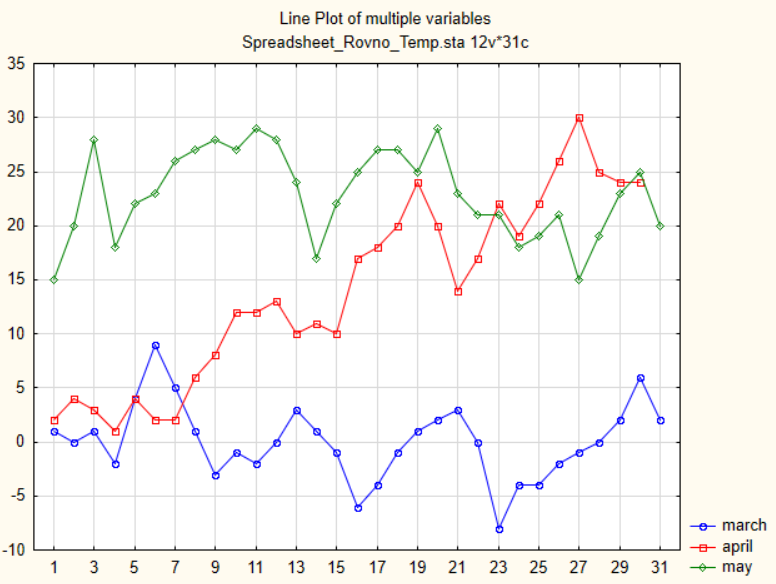 Line Plot of multiple variables
Spreadsheet_Rovno_Temp.sta 12v*31c
35
30
25
20
15
10
5
0
-5
-10
1 3 5 7 9 11 13 15 17 19 21 23 25 27 29 31
march
april
may